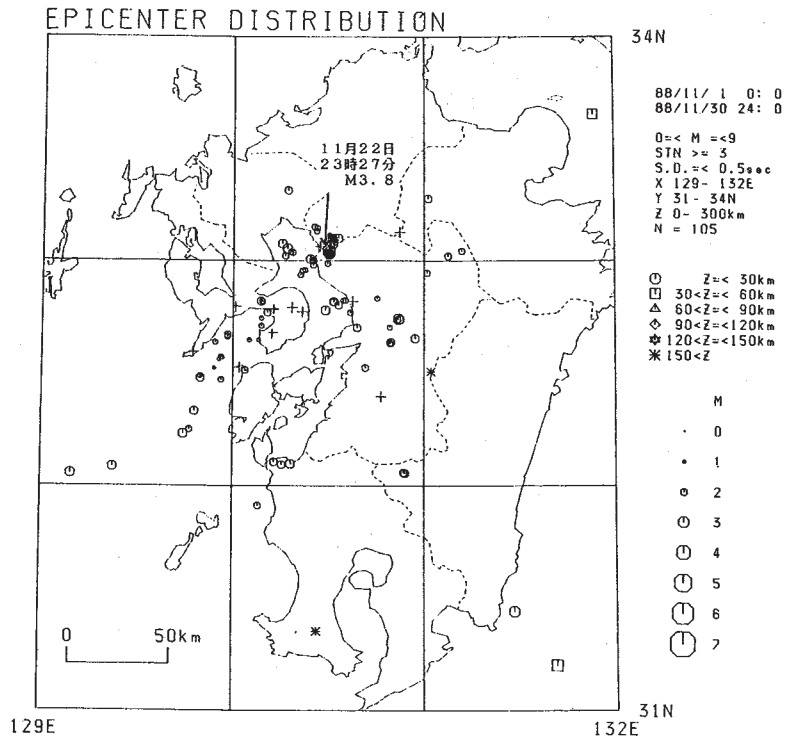 EPICENTER DISTRIBUTION
34N
88/11/ 1 0: 0
88/11/30 24: 0
0=< M =<9
STN >= 3
S.D.=< 0.5sec
X 129- 132E
Y 31- 34N
Z 0- 300km
N = 105
11月22日
23時27分
M3.8
Z=< 30km
30<Z=< 60km
60<Z=< 90km
90<Z=<120km
120<Z=<150km
150<Z
M
0
1
2
3
4
5
6
7
0 50km
31N
129E
132E